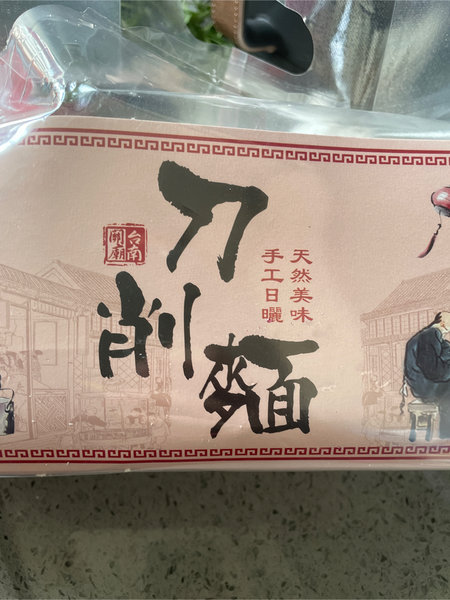 刀削麵
台南
關廟
天然美味
手工日曬